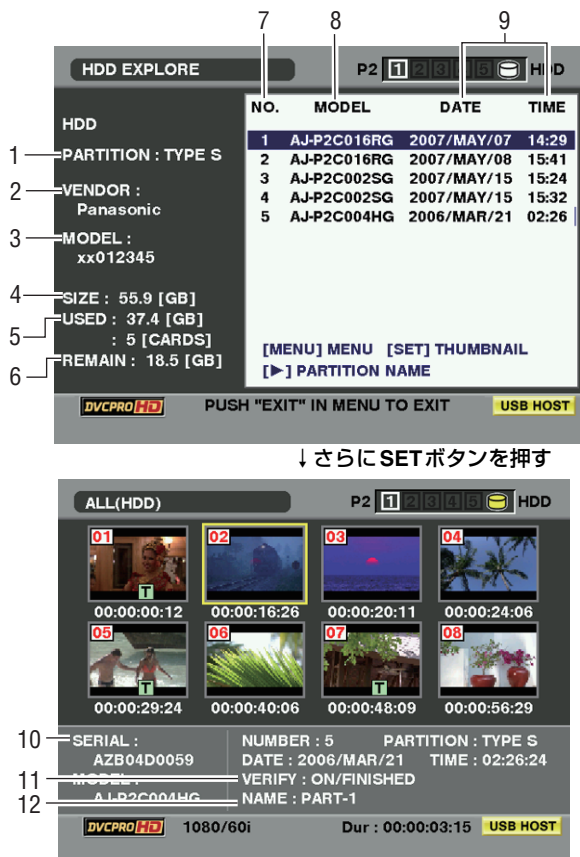 7 8 9
HDD EXPLORE P2 1 2 3 4 5 HDD
NO. MODEL DATE TIME
HDD
1 AJ-P2C016RG 2007/MAY/07 14:29
2 AJ-P2C016RG 2007/MAY/08 15:41
3 AJ-P2C002SG 2007/MAY/15 15:24
4 AJ-P2C002SG 2007/MAY/15 15:32
5 AJ-P2C004HG 2006/MAR/21 02:26
1 PARTITION : TYPE S
2 VENDOR :
Panasonic
3 MODEL :
xx012345
4 SIZE : 55.9 [GB]
5 USED : 37.4 [GB]
: 5 [CARDS]
6 REMAIN : 18.5 [GB]
[MENU] MENU [SET] THUMBNAIL
[▶] PARTITION NAME
DVCPRO HD PUSH "EXIT" IN MENU TO EXIT USB HOST
↓さらにSETボタンを押す
ALL(HDD) P2 1 2 3 4 5 HDD
01 02 03 04
T
00:00:00:12 00:00:16:26 00:00:20:11 00:00:24:06
05 06 07 08
T T
00:00:29:24 00:00:40:06 00:00:48:09 00:00:56:29
10 SERIAL : NUMBER : 5 PARTITION : TYPE S
AZB04D0059 DATE : 2006/MAR/21 TIME : 02:26:24
11 MODEL : VERIFY : ON/FINISHED
12 AJ-P2C004HG NAME : PART-1
DVCPRO HD 1080/60i Dur : 00:00:03:15 USB HOST